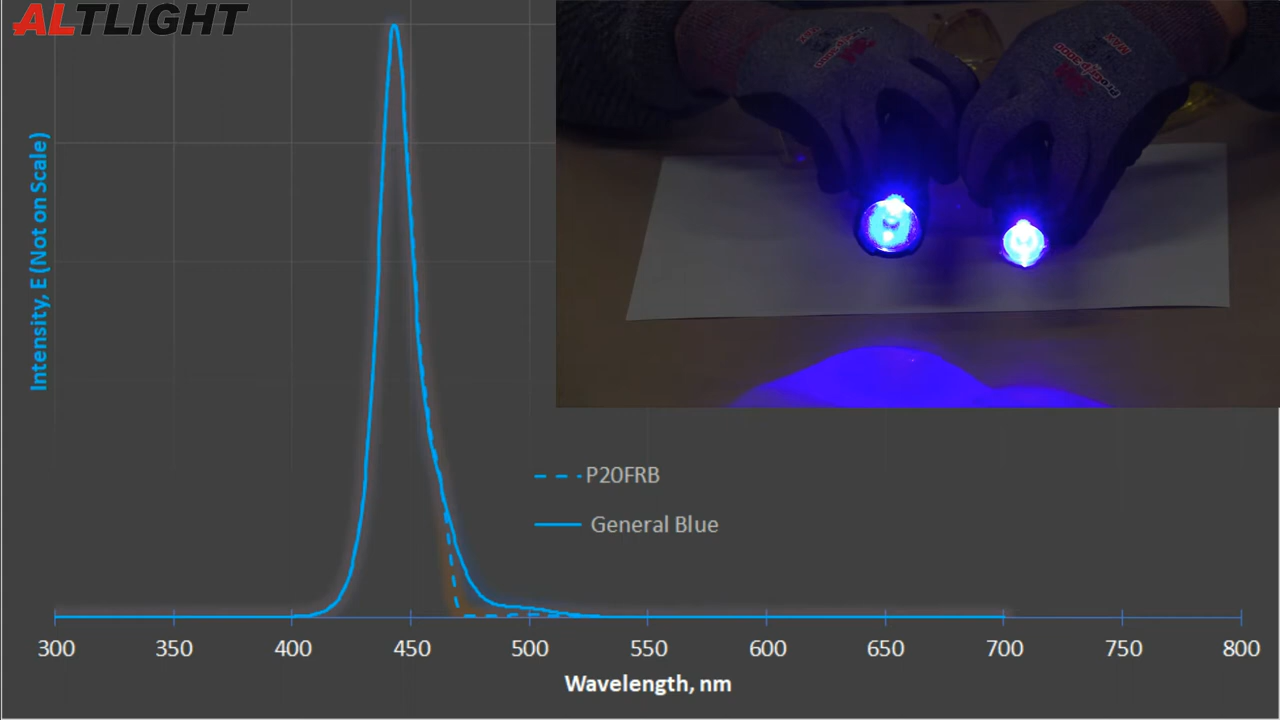 ALTLIGHT
Intensity, E (Not on Scale)
P20FRB
General Blue
300 350 400 450 500 550 600 650 700 750 800
Wavelength, nm